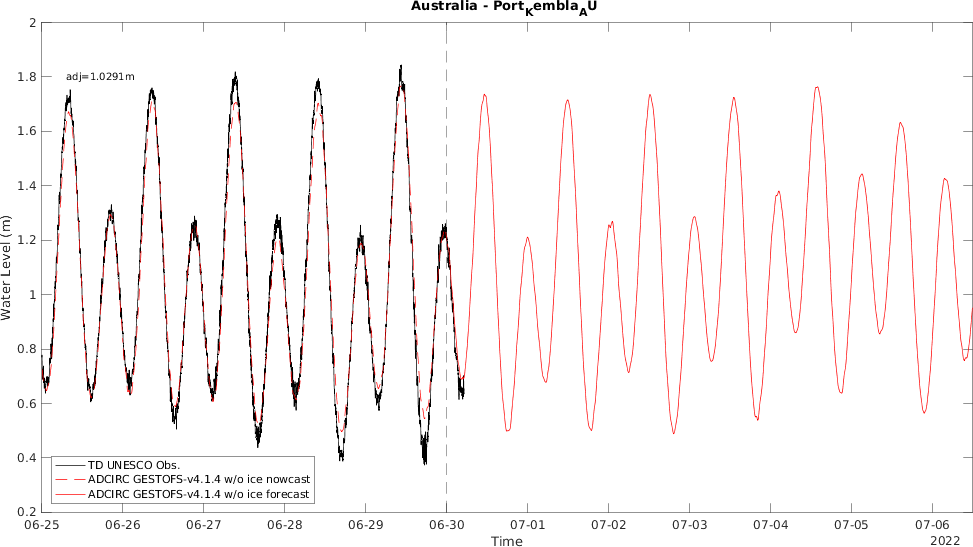 Australia - PortKemblaAU
2
1.8
1.6
1.4
1.2
1
0.8
0.6
0.4
0.2
Water Level (m)
adj=1.0291m
TD UNESCO Obs.
ADCIRC GESTOFS-v4.1.4 w/o ice nowcast
ADCIRC GESTOFS-v4.1.4 w/o ice forecast
06-25 06-26 06-27 06-28 06-29 06-30 07-01 07-02 07-03 07-04 07-05 07-06
Time 2022